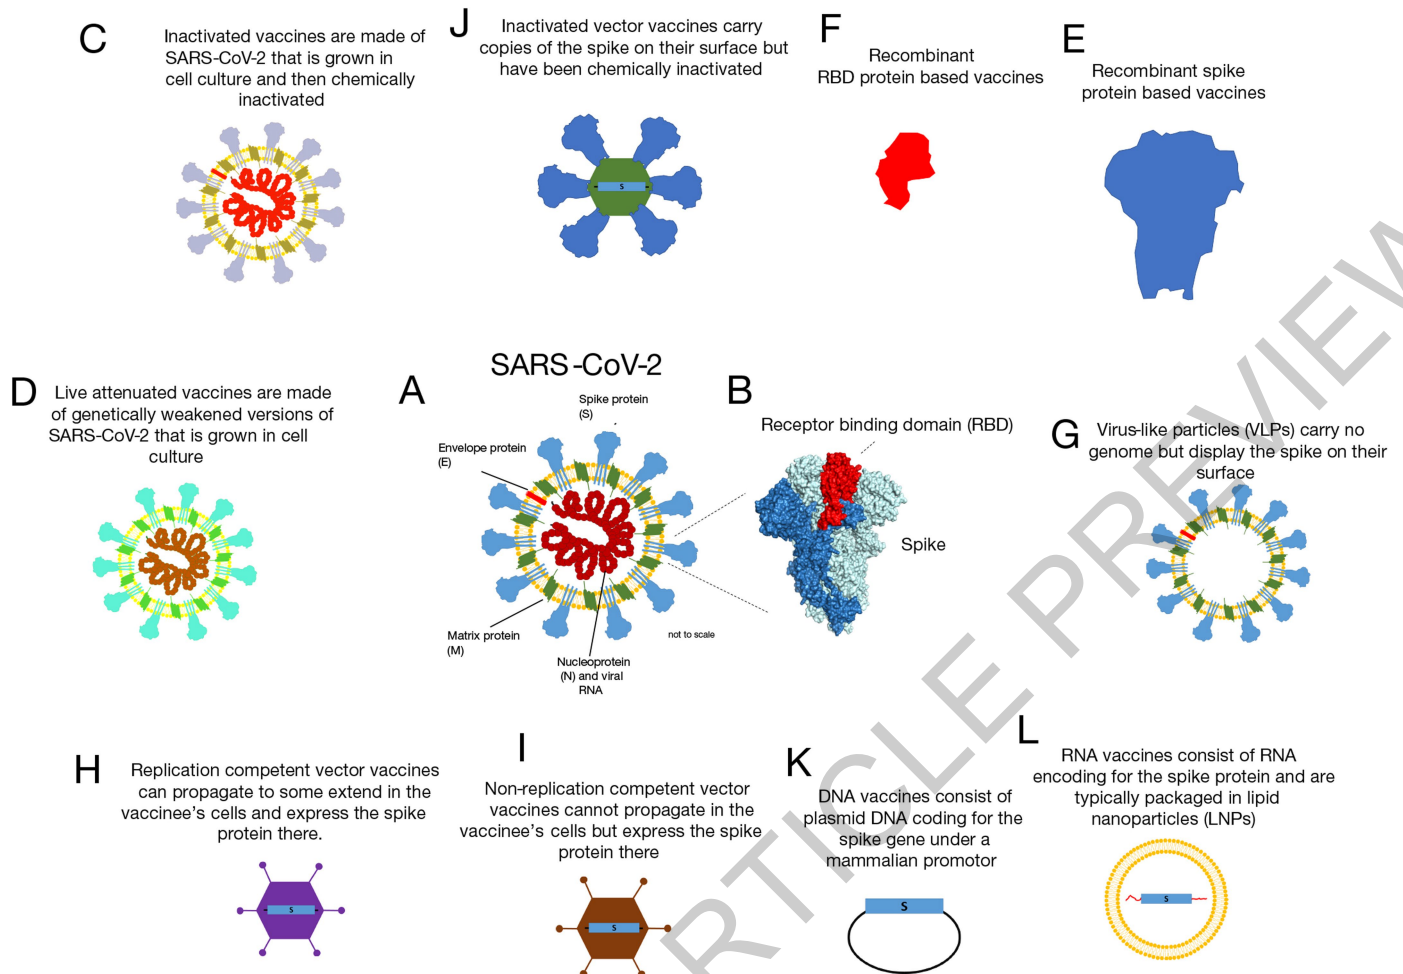 C
Inactivated vaccines are made of
SARS-CoV-2 that is grown in
cell culture and then chemically
inactivated
J
Inactivated vector vaccines carry
copies of the spike on their surface but
have been chemically inactivated
S
F
Recombinant
RBD protein based vaccines
E
Recombinant spike
protein based vaccines
D
Live attenuated vaccines are made
of genetically weakened versions of
SARS-CoV-2 that is grown in cell
culture
SARS-CoV-2
A
Spike protein
(S)
Envelope protein
(E)
Matrix protein
(M)
Nucleoprotein
(N) and viral
RNA
not to scale
B
Receptor binding domain (RBD)
Spike
G
Virus-like particles (VLPs) carry no
genome but display the spike on their
surface
H
Replication competent vector vaccines
can propagate to some extend in the
vaccinee's cells and express the spike
protein there.
S
I
Non-replication competent vector
vaccines cannot propagate in the
vaccinee's cells but express the spike
protein there
S
K
DNA vaccines consist of
plasmid DNA coding for the
spike gene under a
mammalian promotor
S
L
RNA vaccines consist of RNA
encoding for the spike protein and are
typically packaged in lipid
nanoparticles (LNPs)
S
ARTICLE PREVIEW